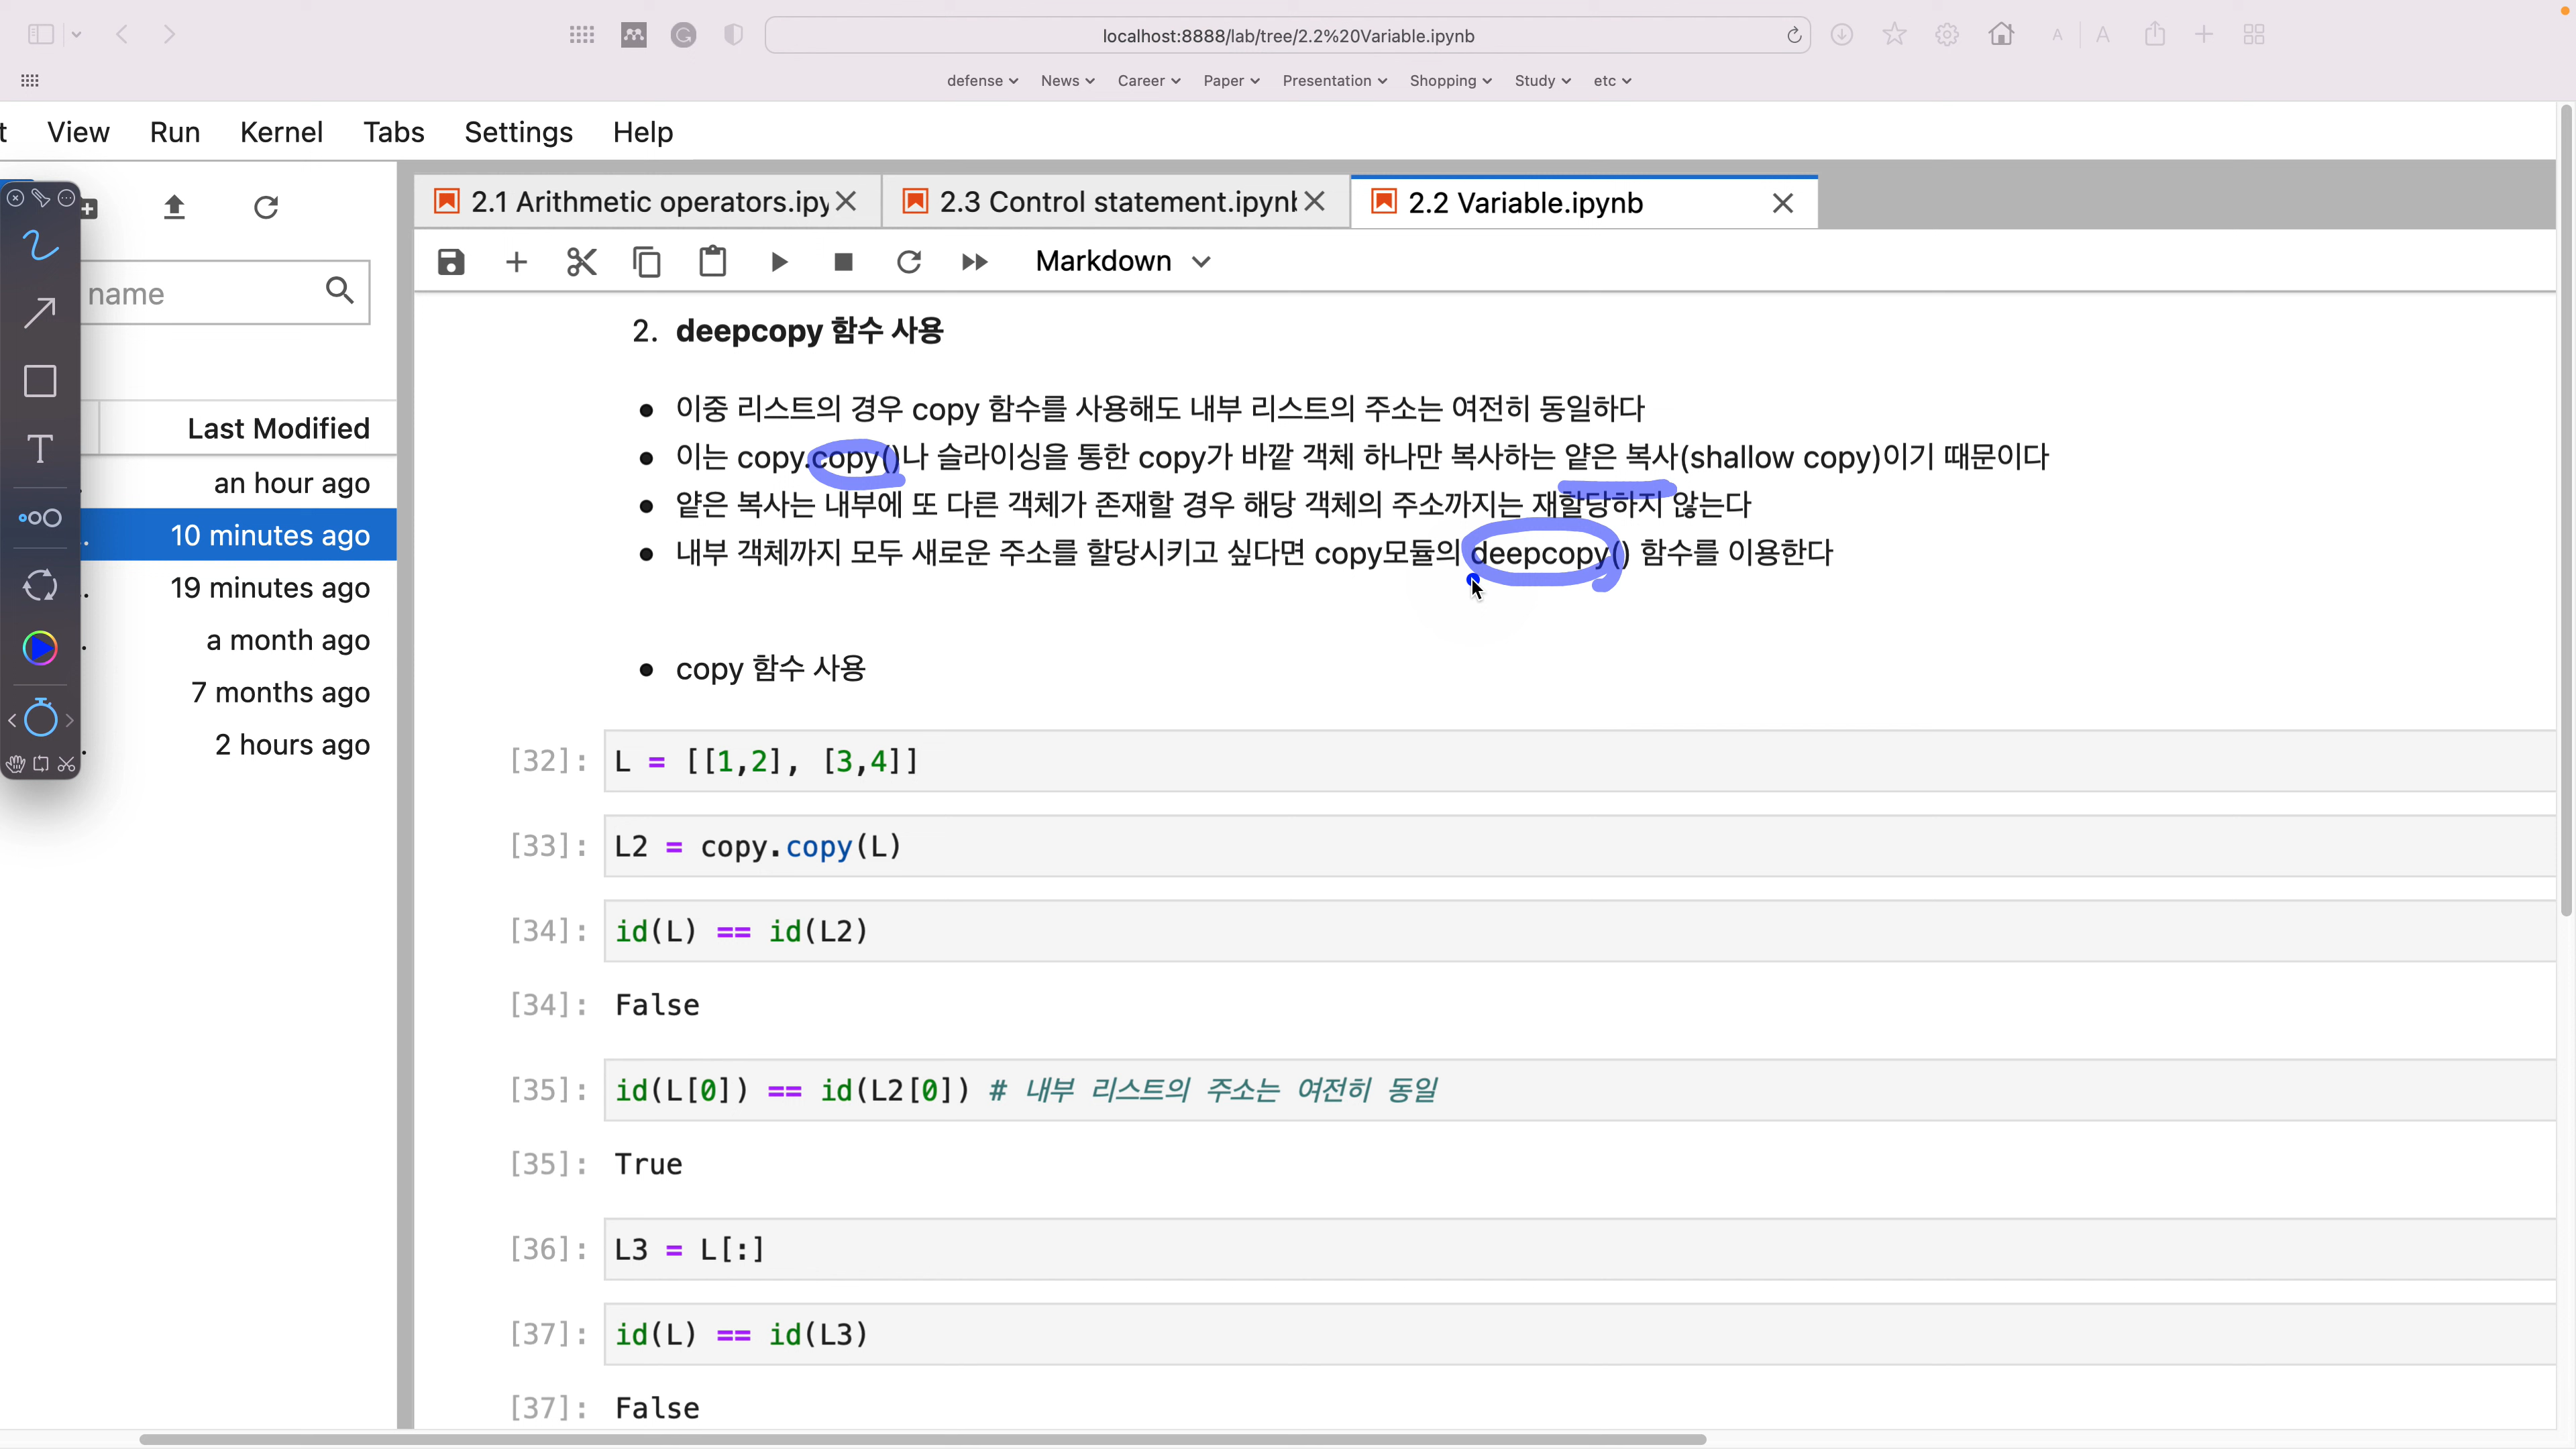 localhost:8888/lab/tree/2.2%20Variable.ipynb
A A
defense News Career Paper Presentation Shopping Study etc
t View Run Kernel Tabs Settings Help
2.1 Arithmetic operators.ipy 2.3 Control statement.ipynb 2.2 Variable.ipynb
Markdown
name
T
Last Modified
an hour ago
10 minutes ago
19 minutes ago
a month ago
7 months ago
2 hours ago
2. deepcopy 함수 사용
• 이중 리스트의 경우 copy 함수를 사용해도 내부 리스트의 주소는 여전히 동일하다
• 이는 copy.copy()나 슬라이싱을 통한 copy가 바깥 객체 하나만 복사하는 얕은 복사(shallow copy)이기 때문이다
• 얕은 복사는 내부에 또 다른 객체가 존재할 경우 해당 객체의 주소까지는 재할당하지 않는다
• 내부 객체까지 모두 새로운 주소를 할당시키고 싶다면 copy모듈의 deepcopy() 함수를 이용한다
• copy 함수 사용
[32]: L = [[1,2], [3,4]]
[33]: L2 = copy.copy(L)
[34]: id(L) == id(L2)
[34]: False
[35]: id(L[0]) == id(L2[0]) # 내부 리스트의 주소는 여전히 동일
[35]: True
[36]: L3 = L[:]
[37]: id(L) == id(L3)
[37]: False